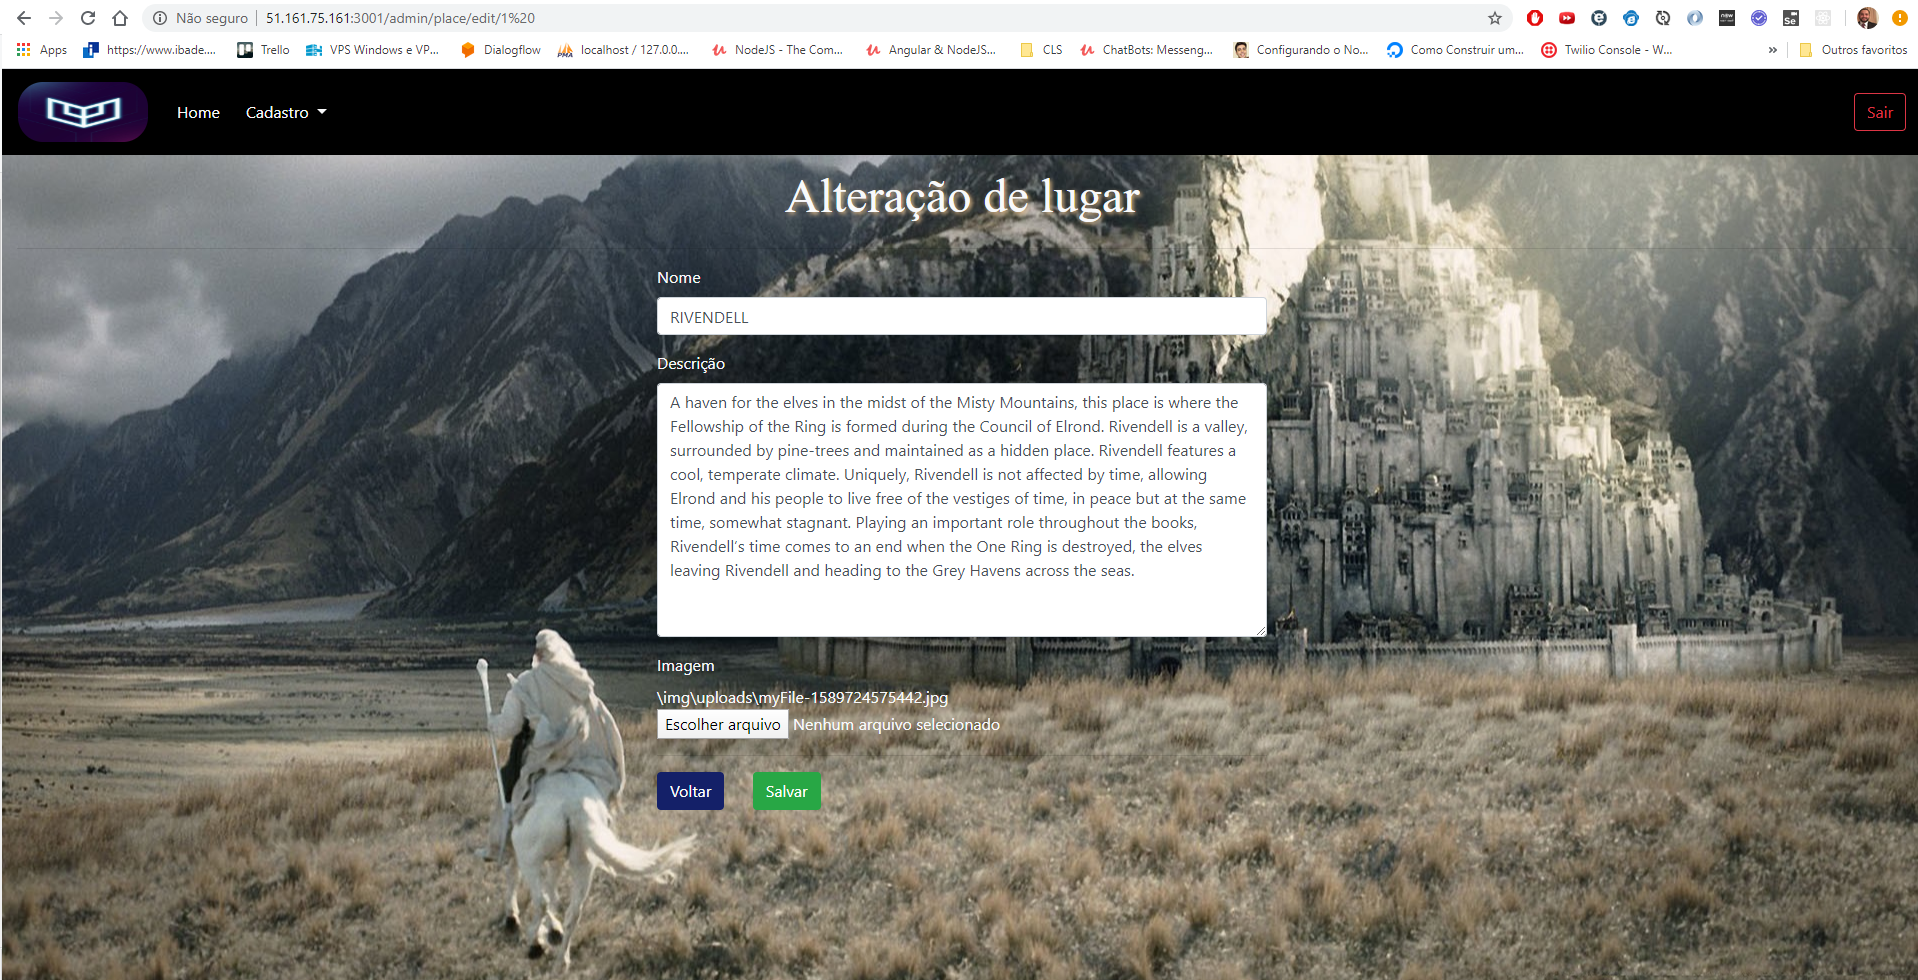 Não seguro
51.161.75.161:3001/admin/place/edit/1%20
Apps
https://www.ibade....
Trello
VPS Windows e VP...
Dialogflow
localhost / 127.0.0....
NodeJS - The Com...
Angular & NodeJS...
CLS
ChatBots: Messeng...
Configurando o No...
Como Construir um...
Twilio Console - W...
»
Outros favoritos
Home
Cadastro
Sair
Alteração de lugar
Nome
RIVENDELL
Descrição
A haven for the elves in the midst of the Misty Mountains, this place is where the
Fellowship of the Ring is formed during the Council of Elrond. Rivendell is a valley,
surrounded by pine-trees and maintained as a hidden place. Rivendell features a
cool, temperate climate. Uniquely, Rivendell is not affected by time, allowing
Elrond and his people to live free of the vestiges of time, in peace but at the same
time, somewhat stagnant. Playing an important role throughout the books,
Rivendell’s time comes to an end when the One Ring is destroyed, the elves
leaving Rivendell and heading to the Grey Havens across the seas.
Imagem
\img\uploads\myFile-1589724575442.jpg
Escolher arquivo Nenhum arquivo selecionado
Voltar
Salvar